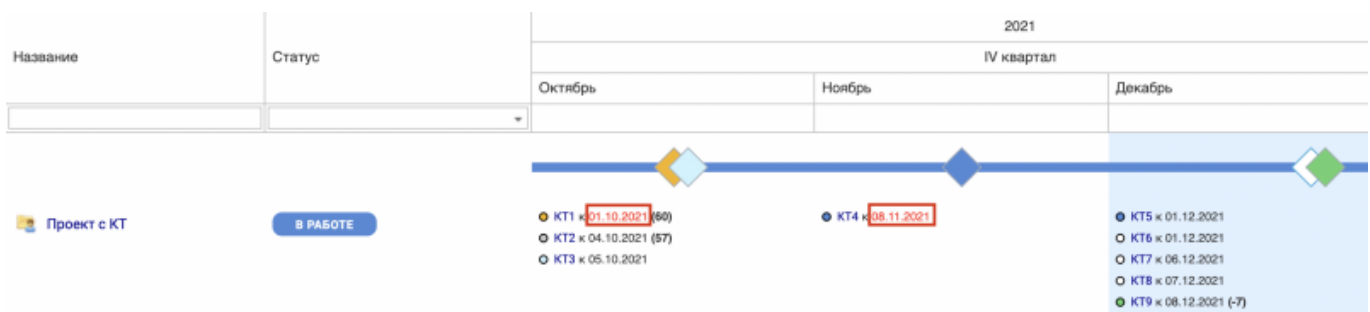 2021
Название
Статус
IV квартал
Октябрь
Ноябрь
Декабрь
Проект с КТ
В РАБОТЕ
КТ1 к 01.10.2021 (60)
КТ2 к 04.10.2021 (57)
КТ3 к 05.10.2021
КТ4 к 08.11.2021
КТ5 к 01.12.2021
КТ6 к 01.12.2021
КТ7 к 06.12.2021
КТ8 к 07.12.2021
КТ9 к 08.12.2021 (-7)